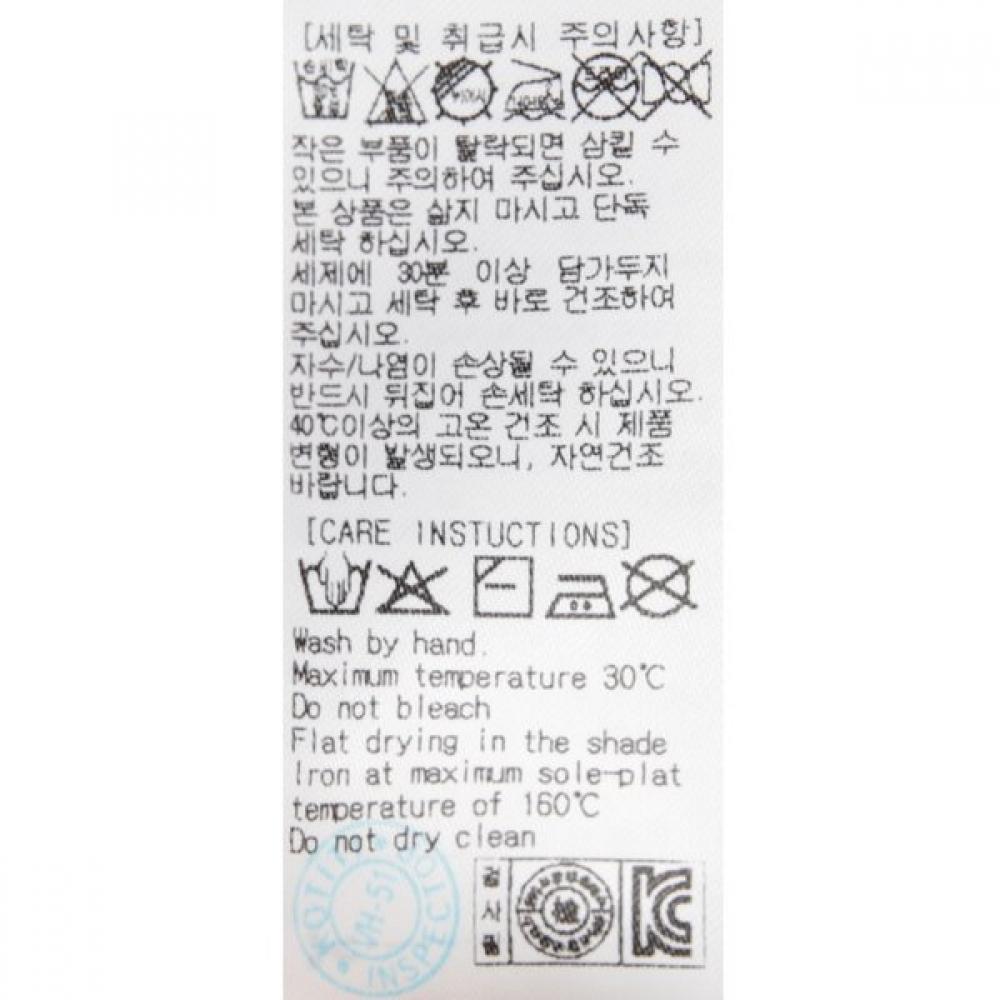 [세탁 및 취급시 주의사항]
작은 부품이 탈락되면 삼킬 수
있으니 주의하여 주십시오.
본 상품은 삶지 마시고 단독
세탁 하십시오.
세제에 30분 이상 담가두지
마시고 세탁 후 바로 건조하여
주십시오.
자수/나염이 손상될 수 있으니
반드시 뒤집어 손세탁 하십시오.
40℃이상의 고온 건조 시 제품
변형이 발생되오니, 자연건조
바랍니다.
[CARE INSTUCTIONS]
Wash by hand.
Maximum temperature 30℃
Do not bleach
Flat drying in the shade
Iron at maximum sole-plat
temperature of 160℃
Do not dry clean
INSPECTOR
VH-51
검사필
KC